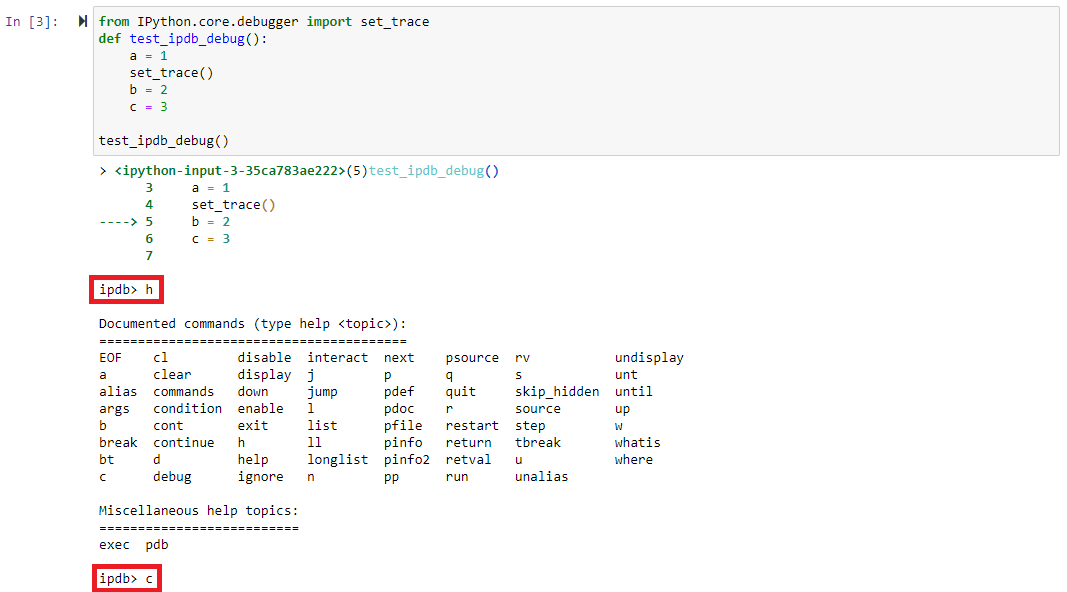 In [3]:
from IPython.core.debugger import set_trace
def test_ipdb_debug():
    a = 1
    set_trace()
    b = 2
    c = 3

test_ipdb_debug()
> <ipython-input-3-35ca783ae222>(5)test_ipdb_debug()
      3     a = 1
      4     set_trace()
----> 5     b = 2
      6     c = 3
      7
ipdb> h
Documented commands (type help <topic>):
========================================
EOF    cl         disable  interact  next    psource  rv           undisplay
a      clear      display  j         p       q        s            unt
alias  commands   down     jump      pdef    quit     skip_hidden  until
args   condition  enable   l         pdoc    r        source       up
b      cont       exit     list      pfile   restart  step         w
break  continue   h        ll        pinfo   return   tbreak       whatis
bt     d          help     longlist  pinfo2  retval   u            where
c      debug      ignore   n         pp      run      unalias
Miscellaneous help topics:
==========================
exec  pdb
ipdb> c